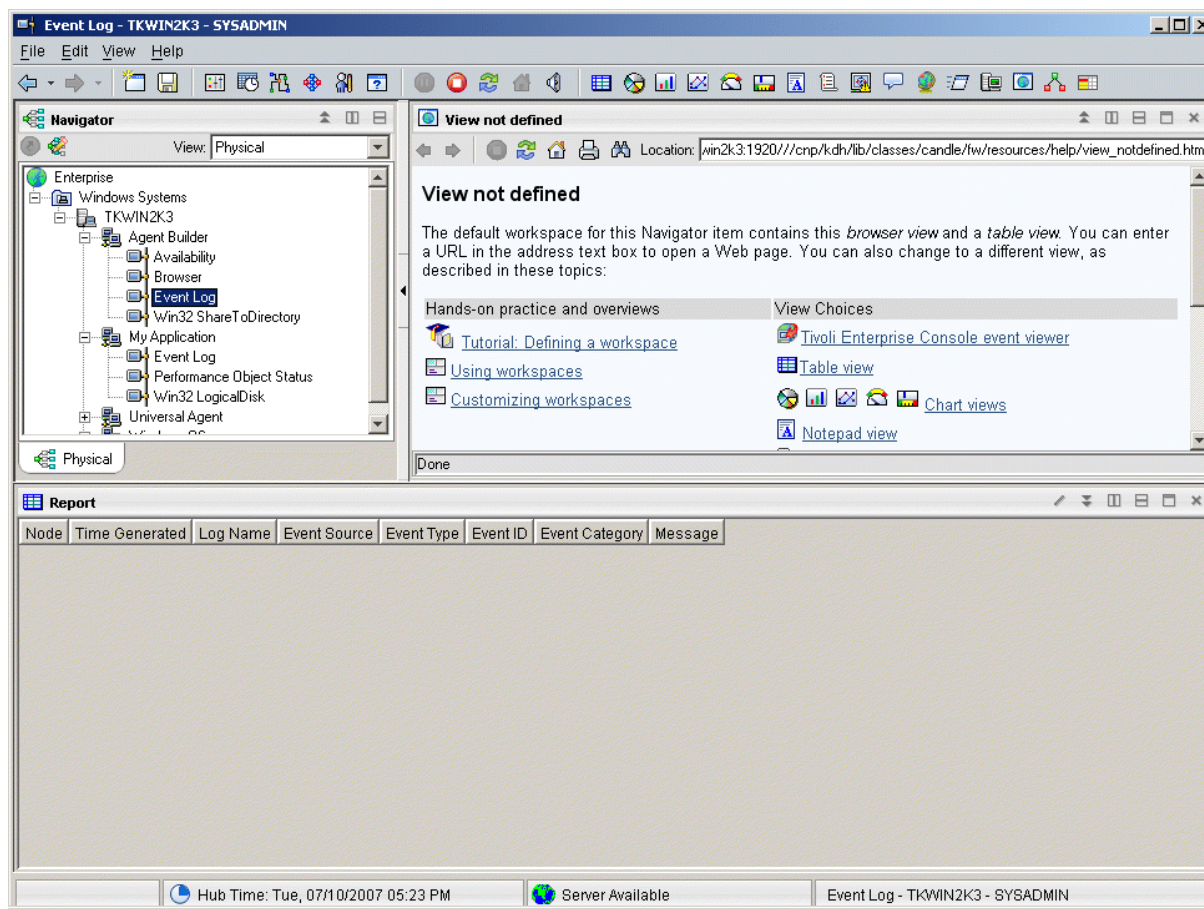 Event Log - TKWIN2K3 - SYSADMIN
File Edit View Help
Navigator
View: Physical
Enterprise
Windows Systems
TKWIN2K3
Agent Builder
Availability
Browser
Event Log
Win32 ShareToDirectory
My Application
Event Log
Performance Object Status
Win32 LogicalDisk
Universal Agent
Physical
View not defined
Location: win2k3:1920///cnp/kdh/lib/classes/candle/fw/resources/help/view_notdefined.htm
View not defined
The default workspace for this Navigator item contains this browser view and a table view. You can enter
a URL in the address text box to open a Web page. You can also change to a different view, as
described in these topics:
Hands-on practice and overviews
View Choices
Tutorial: Defining a workspace
Tivoli Enterprise Console event viewer
Using workspaces
Table view
Customizing workspaces
Chart views
Notepad view
Done
Report
Node Time Generated Log Name Event Source Event Type Event ID Event Category Message
Hub Time: Tue, 07/10/2007 05:23 PM
Server Available
Event Log - TKWIN2K3 - SYSADMIN